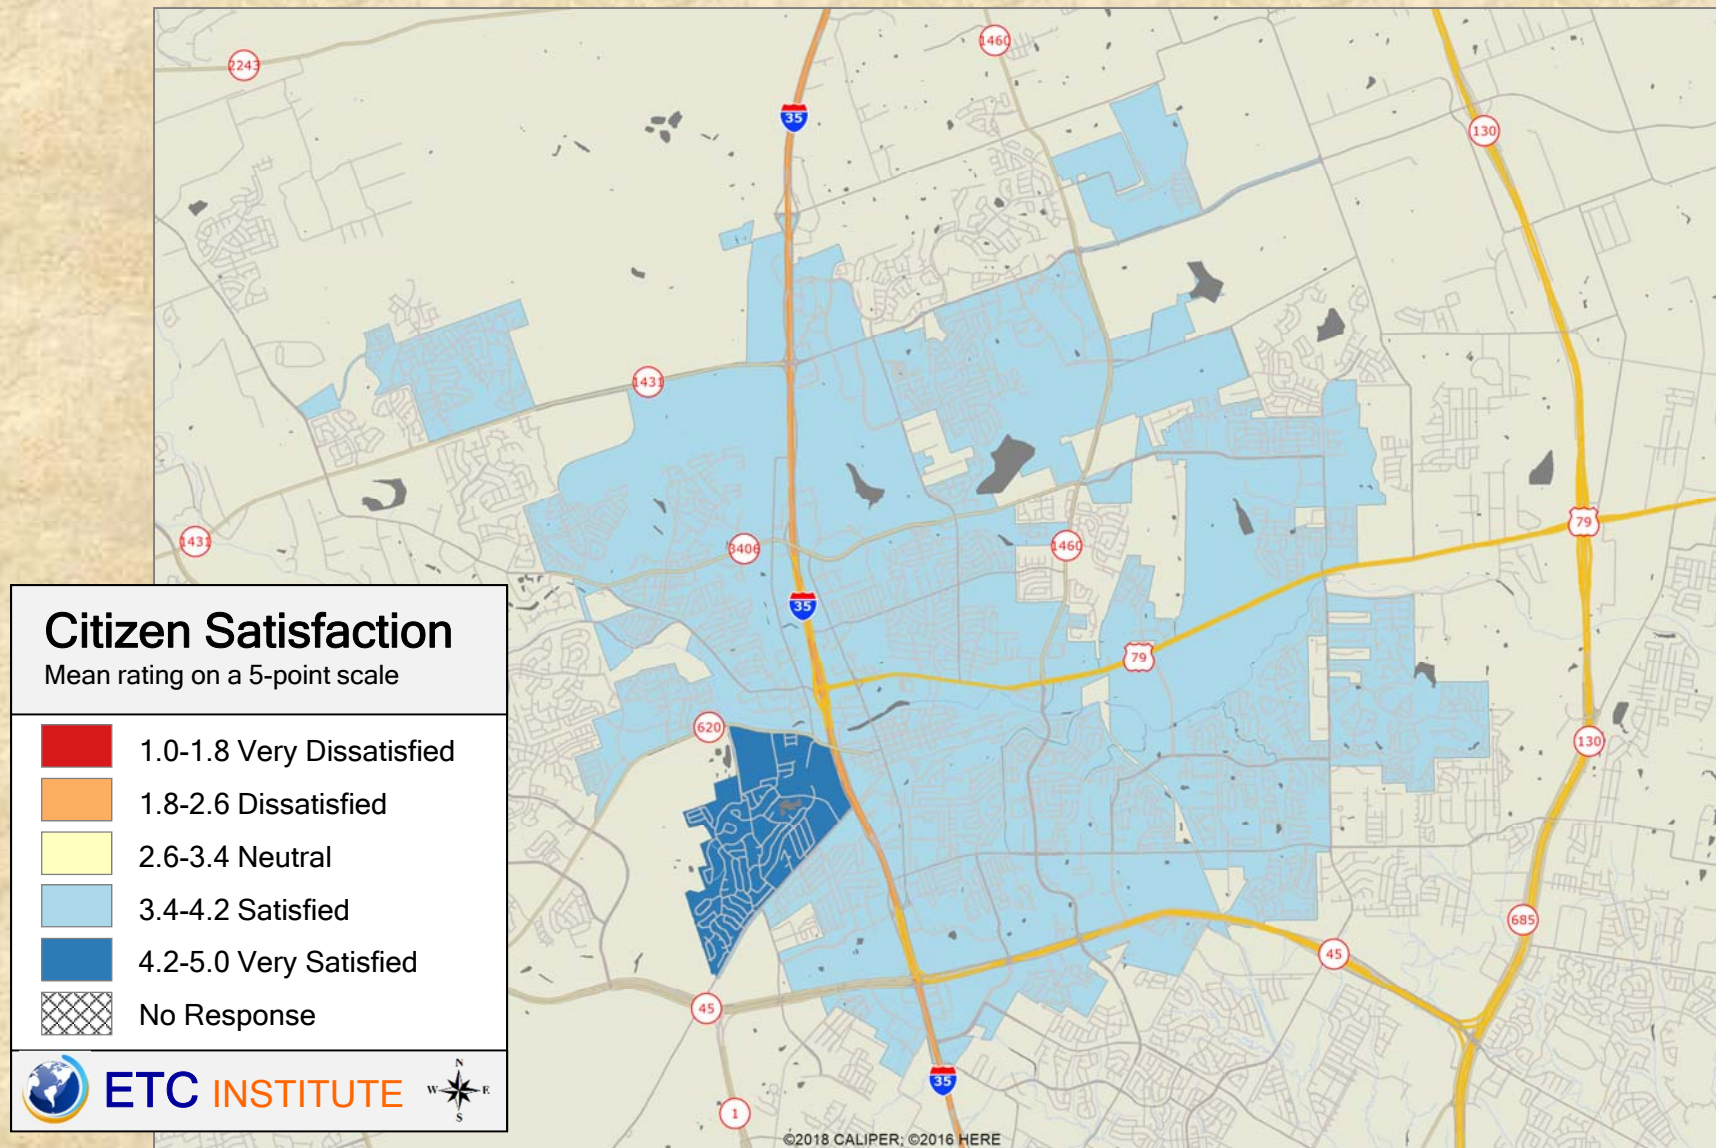 2243
1460
35
130
1431
1431
3406
1460
79
35
79
620
130
685
45
45
35
1
Citizen Satisfaction
Mean rating on a 5-point scale
1.0-1.8 Very Dissatisfied
1.8-2.6 Dissatisfied
2.6-3.4 Neutral
3.4-4.2 Satisfied
4.2-5.0 Very Satisfied
No Response
ETC INSTITUTE
N
W E
S
©2018 CALIPER; ©2016 HERE